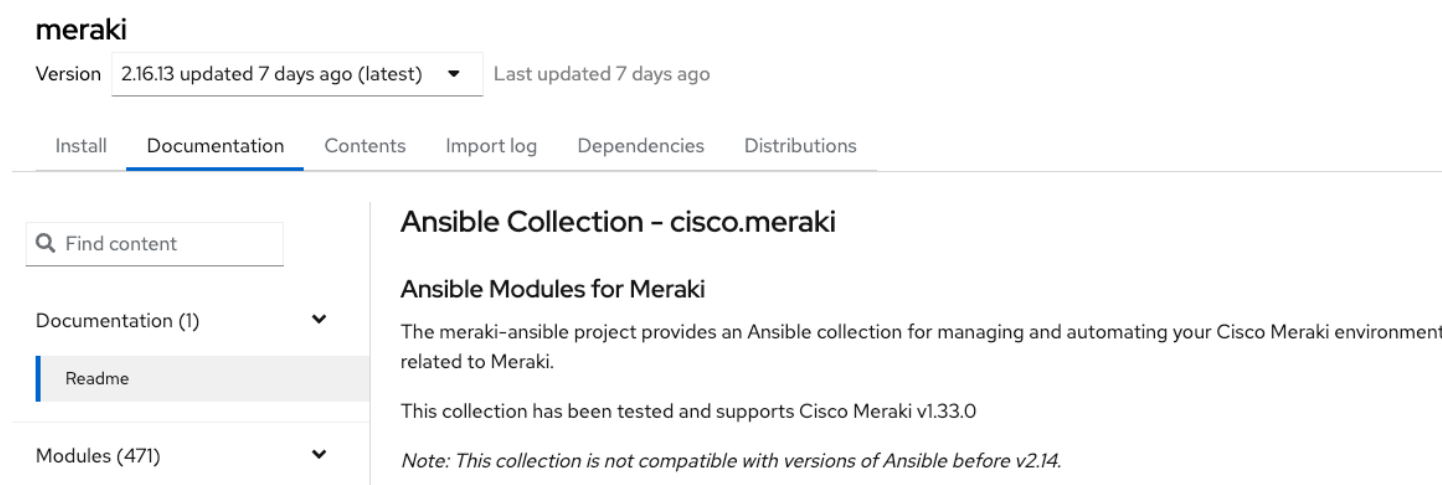 meraki
Version 2.16.13 updated 7 days ago (latest) Last updated 7 days ago
Install Documentation Contents Import log Dependencies Distributions
Find content
Documentation (1)
Readme
Modules (471)
Ansible Collection - cisco.meraki
Ansible Modules for Meraki
The meraki-ansible project provides an Ansible collection for managing and automating your Cisco Meraki environment
related to Meraki.
This collection has been tested and supports Cisco Meraki v1.33.0
Note: This collection is not compatible with versions of Ansible before v2.14.